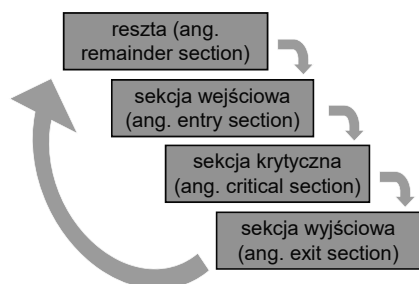 reszta (ang.
remainder section)
sekcja wejściowa
(ang. entry section)
sekcja krytyczna
(ang. critical section)
sekcja wyjściowa
(ang. exit section)